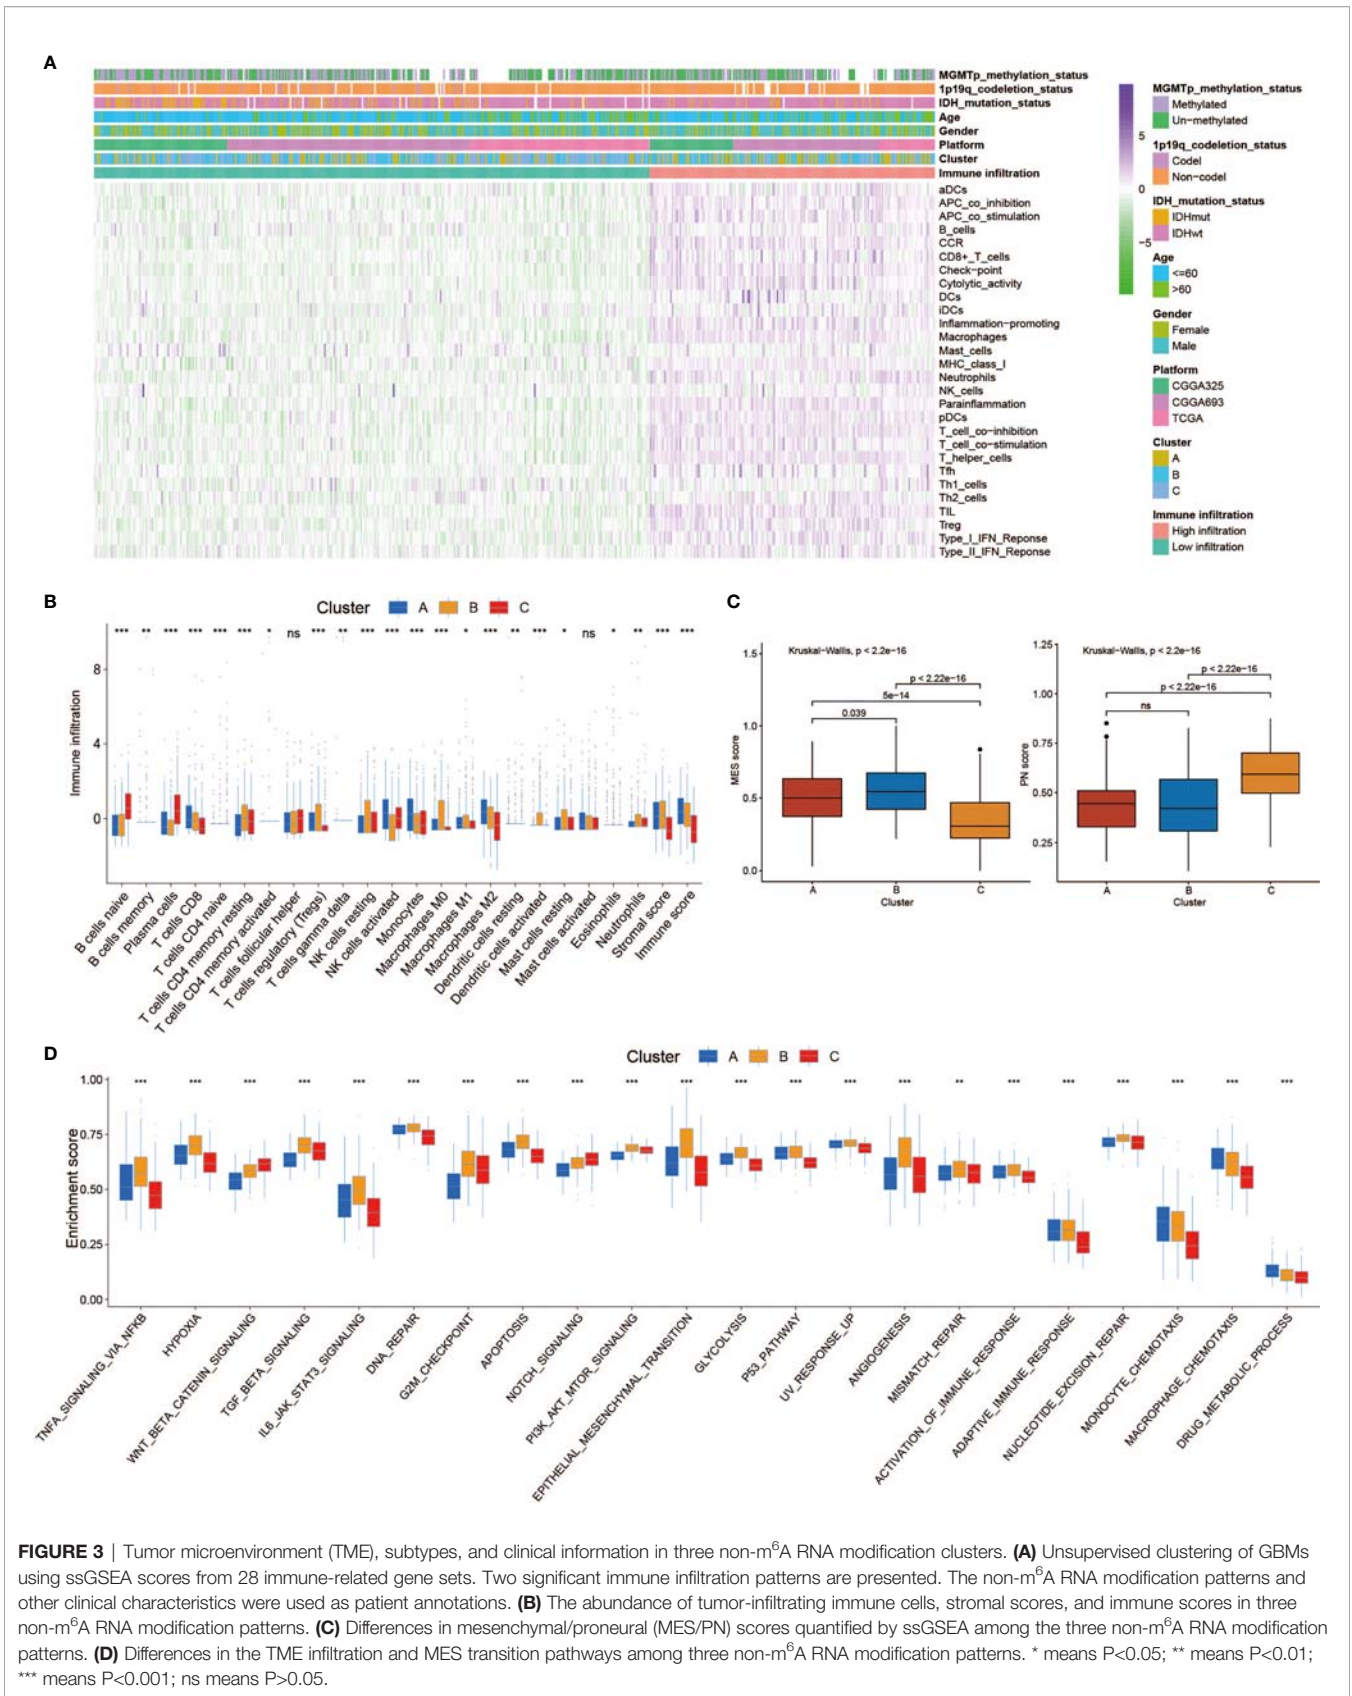 A
MGMTp_methylation_status
1p19q_codeletion_status
IDH_mutation_status
Age
Gender
Platform
Cluster
Immune infiltration
aDCs
APC_co_inhibition
APC_co_stimulation
B_cells
CCR
CD8+_T_cells
Check-point
Cytolytic_activity
DCs
iDCs
Inflammation-promoting
Macrophages
Mast_cells
MHC_class_I
Neutrophils
NK_cells
Parainflammation
pDCs
T_cell_co-inhibition
T_cell_co-stimulation
T_helper_cells
Tfh
Th1_cells
Th2_cells
TIL
Treg
Type_I_IFN_Reponse
Type_II_IFN_Reponse
5
0
-5
MGMTp_methylation_status
Methylated
Un-methylated
1p19q_codeletion_status
Codel
Non-codel
IDH_mutation_status
IDHmut
IDHwt
Age
<=60
>60
Gender
Female
Male
Platform
CGGA325
CGGA693
TCGA
Cluster
A
B
C
Immune infiltration
High infiltration
Low infiltration
B
Cluster A B C
*** ** *** *** *** *** * ns *** ** *** *** *** *** * *** ** *** * ns * ** *** ***
Immune infiltration
8
4
0
B cells naive
B cells memory
Plasma cells
T cells CD8
T cells CD4 naive
T cells CD4 memory resting
T cells CD4 memory activated
T cells follicular helper
T cells regulatory (Tregs)
T cells gamma delta
NK cells resting
NK cells activated
Monocytes
Macrophages M0
Macrophages M1
Macrophages M2
Dendritic cells resting
Dendritic cells activated
Mast cells resting
Mast cells activated
Eosinophils
Neutrophils
Stromal score
Immune score
C
Kruskal-Wallis, p < 2.2e-16
p < 2.22e-16
5e-14
0.039
MES score
1.5
1.0
0.5
0.0
A B C
Cluster
Kruskal-Wallis, p < 2.2e-16
p < 2.22e-16
p < 2.22e-16
ns
PN score
1.25
1.00
0.75
0.50
0.25
A B C
Cluster
D
Cluster A B C
*** *** *** *** *** *** *** *** *** *** *** *** *** *** *** ** *** *** *** *** *** ***
Enrichment score
1.00
0.75
0.50
0.25
0.00
TNFA_SIGNALING_VIA_NFKB
HYPOXIA
WNT_BETA_CATENIN_SIGNALING
TGF_BETA_SIGNALING
IL6_JAK_STAT3_SIGNALING
DNA_REPAIR
G2M_CHECKPOINT
APOPTOSIS
NOTCH_SIGNALING
PI3K_AKT_MTOR_SIGNALING
EPITHELIAL_MESENCHYMAL_TRANSITION
GLYCOLYSIS
P53_PATHWAY
UV_RESPONSE_UP
ANGIOGENESIS
MISMATCH_REPAIR
ACTIVATION_OF_IMMUNE_RESPONSE
ADAPTIVE_IMMUNE_RESPONSE
NUCLEOTIDE_EXCISION_REPAIR
MONOCYTE_CHEMOTAXIS
MACROPHAGE_CHEMOTAXIS
DRUG_METABOLIC_PROCESS
FIGURE 3 | Tumor microenvironment (TME), subtypes, and clinical information in three non-m⁶A RNA modification clusters. (A) Unsupervised clustering of GBMs
using ssGSEA scores from 28 immune-related gene sets. Two significant immune infiltration patterns are presented. The non-m⁶A RNA modification patterns and
other clinical characteristics were used as patient annotations. (B) The abundance of tumor-infiltrating immune cells, stromal scores, and immune scores in three
non-m⁶A RNA modification patterns. (C) Differences in mesenchymal/proneural (MES/PN) scores quantified by ssGSEA among the three non-m⁶A RNA modification
patterns. (D) Differences in the TME infiltration and MES transition pathways among three non-m⁶A RNA modification patterns. * means P<0.05; ** means P<0.01;
*** means P<0.001; ns means P>0.05.